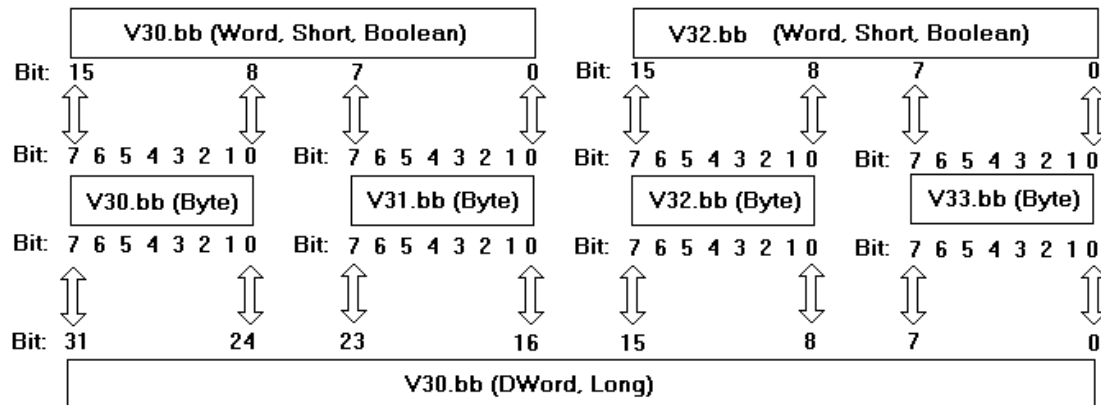 V30.bb (Word, Short, Boolean) V32.bb (Word, Short, Boolean)
Bit: 15 8 7 0 Bit: 15 8 7 0
Bit: 7 6 5 4 3 2 1 0 Bit: 7 6 5 4 3 2 1 0 Bit: 7 6 5 4 3 2 1 0 Bit: 7 6 5 4 3 2 1 0
V30.bb (Byte) V31.bb (Byte) V32.bb (Byte) V33.bb (Byte)
7 6 5 4 3 2 1 0 7 6 5 4 3 2 1 0 7 6 5 4 3 2 1 0 7 6 5 4 3 2 1 0
Bit: 31 24 23 16 15 8 7 0
V30.bb (DWord, Long)